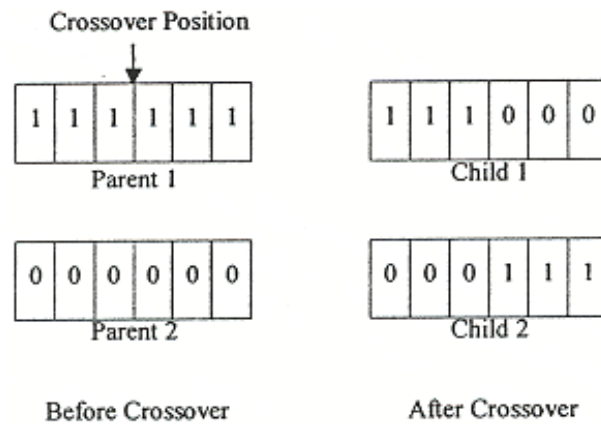 Crossover Position
1 1 1 1 1 1
1 1 1 0 0 0
Parent 1
Child 1
0 0 0 0 0 0
0 0 0 1 1 1
Parent 2
Child 2
Before Crossover
After Crossover